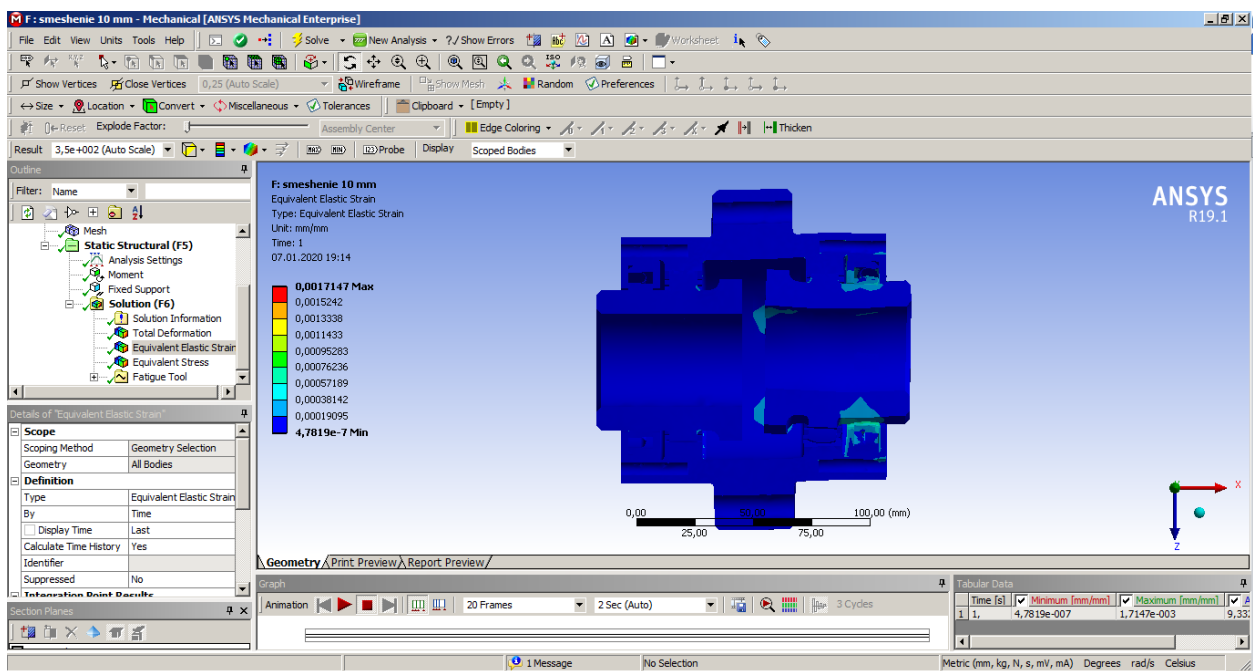 F : smeshenie 10 mm - Mechanical [ANSYS Mechanical Enterprise]
File Edit View Units Tools Help Solve New Analysis ?/Show Errors Worksheet
Show Vertices Close Vertices 0,25 (Auto Scale) Wireframe Show Mesh Random Preferences
Size Location Convert Miscellaneous Tolerances Clipboard [Empty]
Reset Explode Factor: Assembly Center Edge Coloring Thicken
Result 3,5e+002 (Auto Scale) MAX MIN Probe Display Scoped Bodies
Outline
Filter: Name
Mesh
Static Structural (F5)
Analysis Settings
Moment
Fixed Support
Solution (F6)
Solution Information
Total Deformation
Equivalent Elastic Strain
Equivalent Stress
Fatigue Tool
Details of "Equivalent Elastic Strain"
Scope
Scoping Method Geometry Selection
Geometry All Bodies
Definition
Type Equivalent Elastic Strain
By Time
Display Time Last
Calculate Time History Yes
Identifier
Suppressed No
Integration Point Results
Section Planes
F: smeshenie 10 mm
Equivalent Elastic Strain
Type: Equivalent Elastic Strain
Unit: mm/mm
Time: 1
07.01.2020 19:14
0,0017147 Max
0,0015242
0,0013338
0,0011433
0,00095283
0,00076236
0,00057189
0,00038142
0,00019095
4,7819e-7 Min
ANSYS
R19.1
0,00 50,00 100,00 (mm)
25,00 75,00
X
Z
Geometry Print Preview Report Preview
Graph
Animation 20 Frames 2 Sec (Auto) 3 Cycles
Tabular Data
Time [s] Minimum [mm/mm] Maximum [mm/mm] A
1 1, 4,7819e-007 1,7147e-003 9,33
1 Message No Selection Metric (mm, kg, N, s, mV, mA) Degrees rad/s Celsius